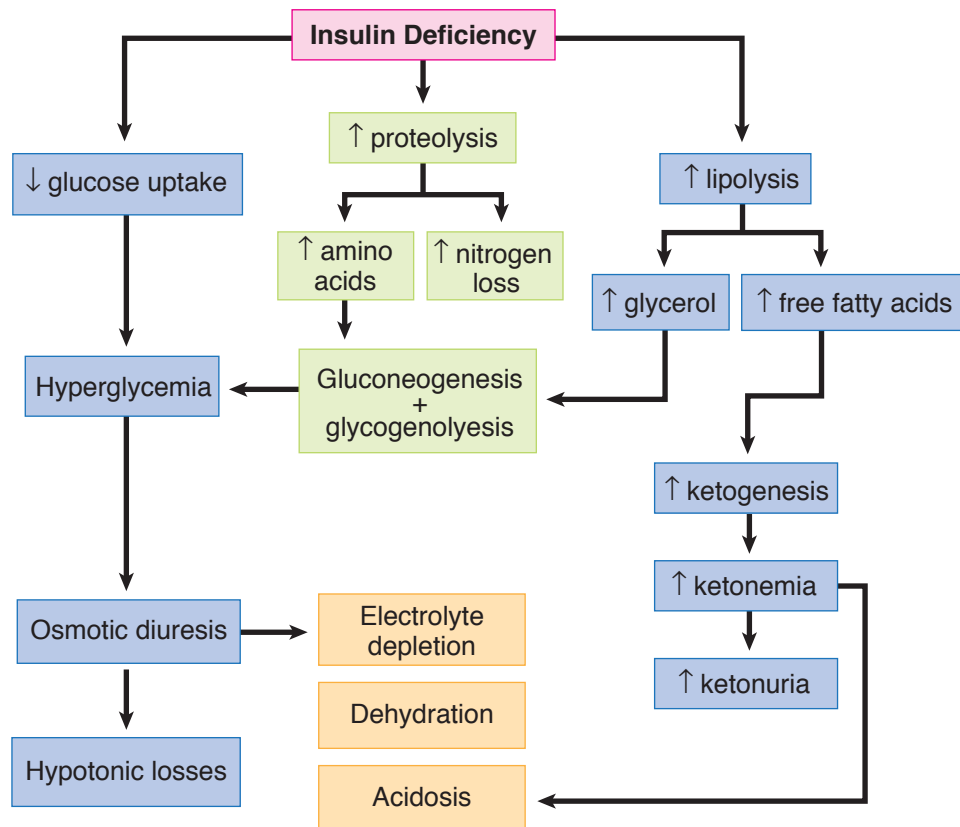 Insulin Deficiency
↑ proteolysis
↓ glucose uptake
↑ lipolysis
↑ amino
acids
↑ nitrogen
loss
↑ glycerol
↑ free fatty acids
Hyperglycemia
Gluconeogenesis
+
glycogenolyesis
↑ ketogenesis
↑ ketonemia
Osmotic diuresis
Electrolyte
depletion
↑ ketonuria
Dehydration
Hypotonic losses
Acidosis